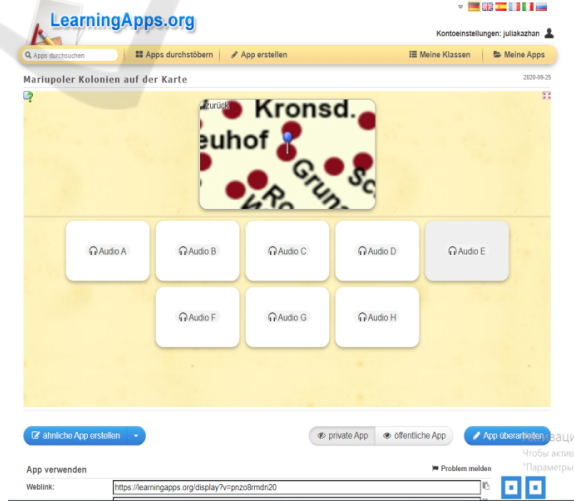 LearningApps.org
Kontoeinstellungen: juliakazhan
Apps durchsuchen
Apps durchstöbern
App erstellen
Meine Klassen
Meine Apps
Mariupoler Kolonien auf der Karte
2020-09-25
zurück
Kronsd.
euhof
Grun
Sc
Ro
Audio A
Audio B
Audio C
Audio D
Audio E
Audio F
Audio G
Audio H
ähnliche App erstellen
private App
öffentliche App
App überarbeiten
Чтобы актив
"Параметры
App verwenden
Problem melden
Weblink:
https://learningapps.org/display?v=pnzo8rmdn20